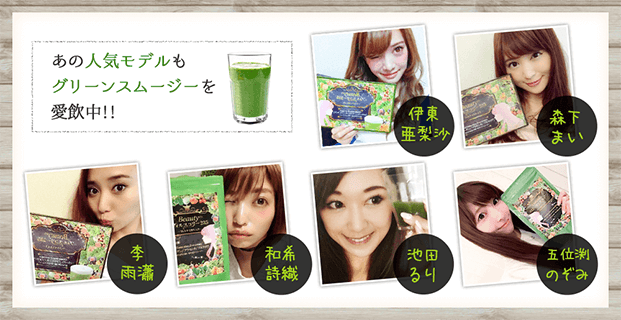 あの人気モデルも
グリーンスムージーを
愛飲中!!
伊東
亜梨沙
森下
まい
李
雨瀟
和希
詩織
Beauty
池田
るり
五位渕
のぞみ